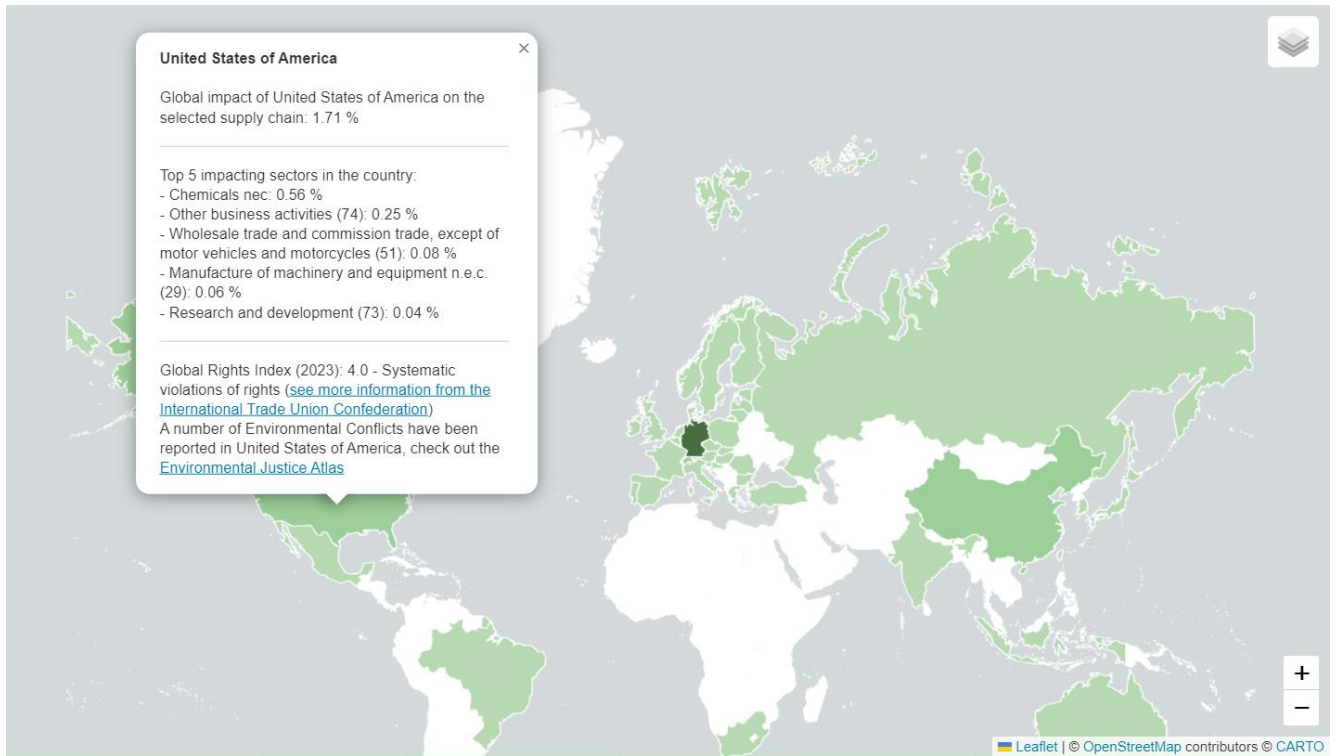 United States of America
×
Global impact of United States of America on the
selected supply chain: 1.71 %
Top 5 impacting sectors in the country:
- Chemicals nec: 0.56 %
- Other business activities (74): 0.25 %
- Wholesale trade and commission trade, except of
motor vehicles and motorcycles (51): 0.08 %
- Manufacture of machinery and equipment n.e.c.
(29): 0.06 %
- Research and development (73): 0.04 %
Global Rights Index (2023): 4.0 - Systematic
violations of rights (see more information from the
International Trade Union Confederation)
A number of Environmental Conflicts have been
reported in United States of America, check out the
Environmental Justice Atlas
+
−
Leaflet | © OpenStreetMap contributors © CARTO